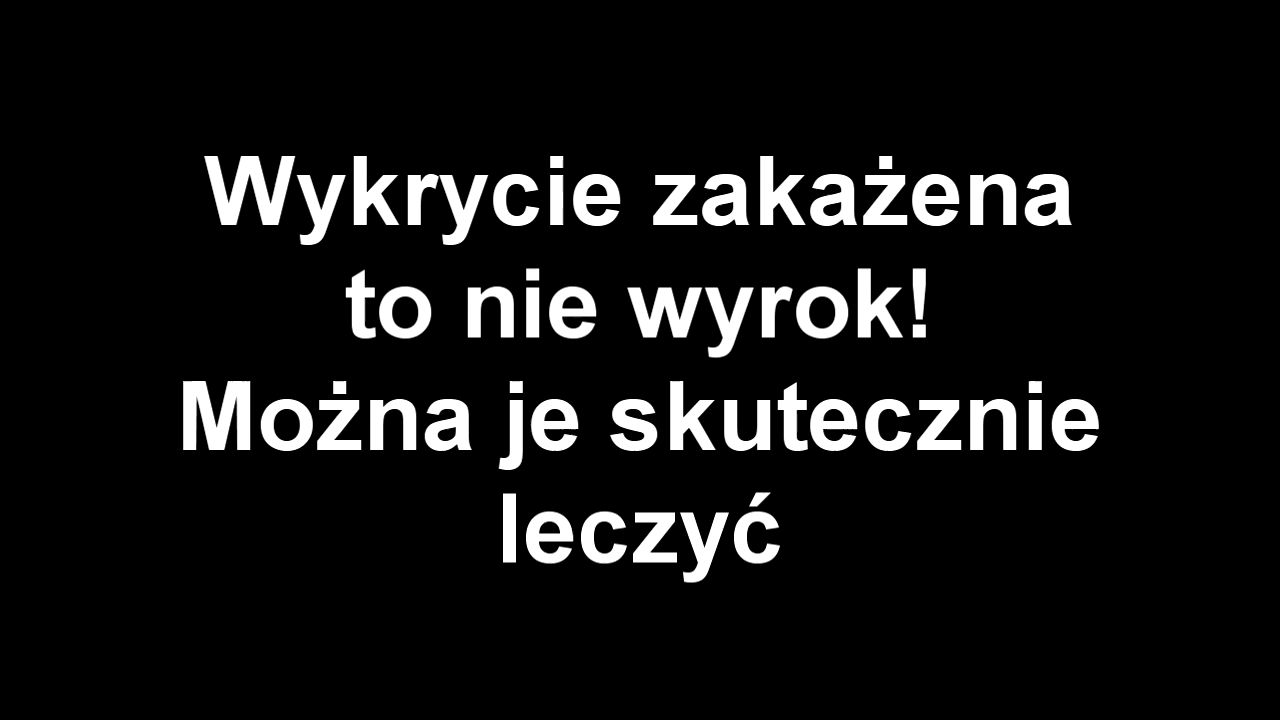 Wykrycie zakażena
to nie wyrok!
Można je skutecznie
leczyć